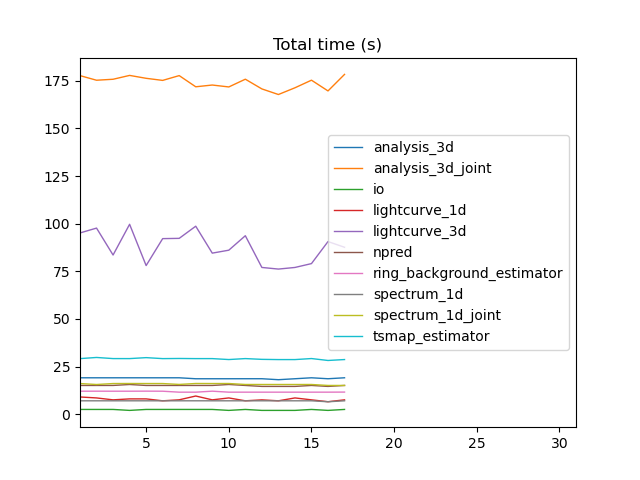 Total time (s)
175
150
125
100
75
50
25
0
analysis_3d
analysis_3d_joint
io
lightcurve_1d
lightcurve_3d
npred
ring_background_estimator
spectrum_1d
spectrum_1d_joint
tsmap_estimator
5 10 15 20 25 30